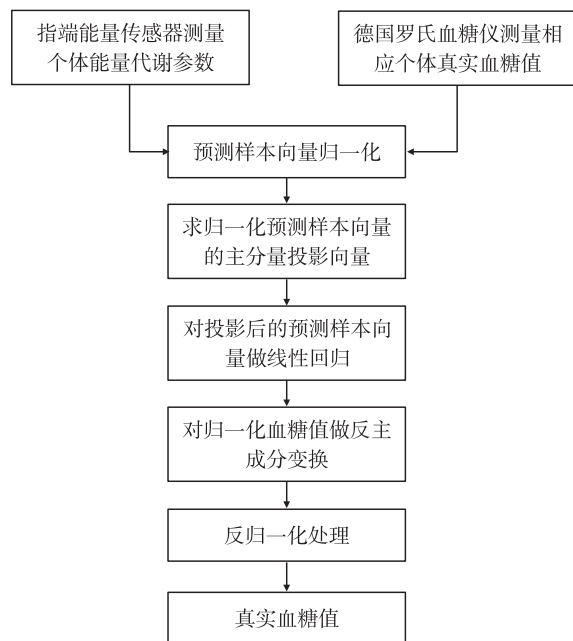 指端能量传感器测量
个体能量代谢参数
德国罗氏血糖仪测量相
应个体真实血糖值
预测样本向量归一化
求归一化预测样本向量
的主分量投影向量
对投影后的预测样本向
量做线性回归
对归一化血糖值做反主
成分变换
反归一化处理
真实血糖值